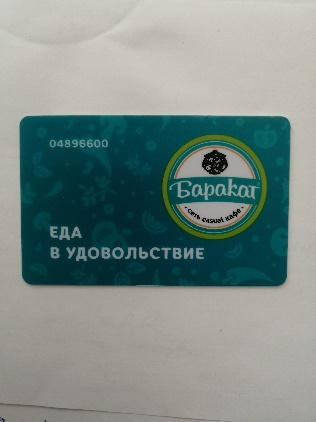 04896600
Баракат
• сеть casual кафе •
ЕДА
В УДОВОЛЬСТВИЕ